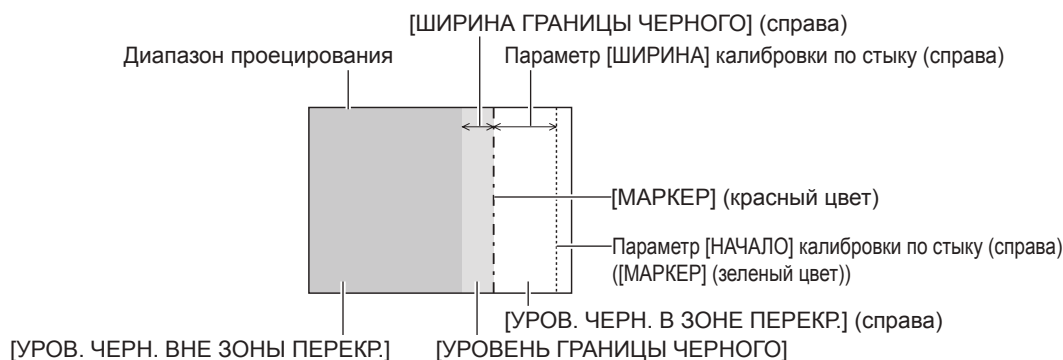 [ШИРИНА ГРАНИЦЫ ЧЕРНОГО] (справа)
Диапазон проецирования
Параметр [ШИРИНА] калибровки по стыку (справа)
[МАРКЕР] (красный цвет)
Параметр [НАЧАЛО] калибровки по стыку (справа)
([МАРКЕР] (зеленый цвет))
[УРОВ. ЧЕРН. В ЗОНЕ ПЕРЕКР.] (справа)
[УРОВ. ЧЕРН. ВНЕ ЗОНЫ ПЕРЕКР.]
[УРОВЕНЬ ГРАНИЦЫ ЧЕРНОГО]